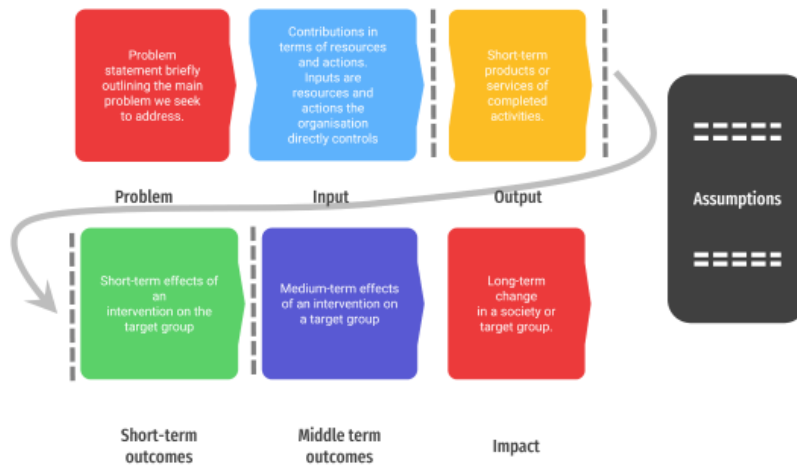 Problem
statement briefly
outlining the main
problem we seek
to address.
Contributions in
terms of resources
and actions.
Inputs are
resources and
actions the
organisation
directly controls
Short-term
products or
services of
completed
activities.
Problem
Input
Output
Assumptions
Short-term effects of
an
intervention on the
target group
Medium-term effects
of an intervention on
a target group
Long-term
change
in a society or
target group.
Short-term
outcomes
Middle term
outcomes
Impact